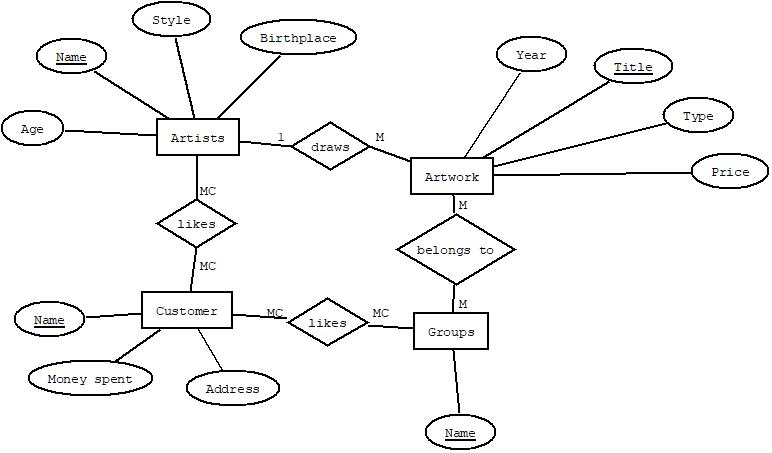 Style
Birthplace
Name
Year
Title
Age
Artists
1
draws
M
Type
Artwork
Price
MC
M
likes
belongs to
MC
M
Customer
MC
likes
MC
Name
Groups
Money spent
Address
Name